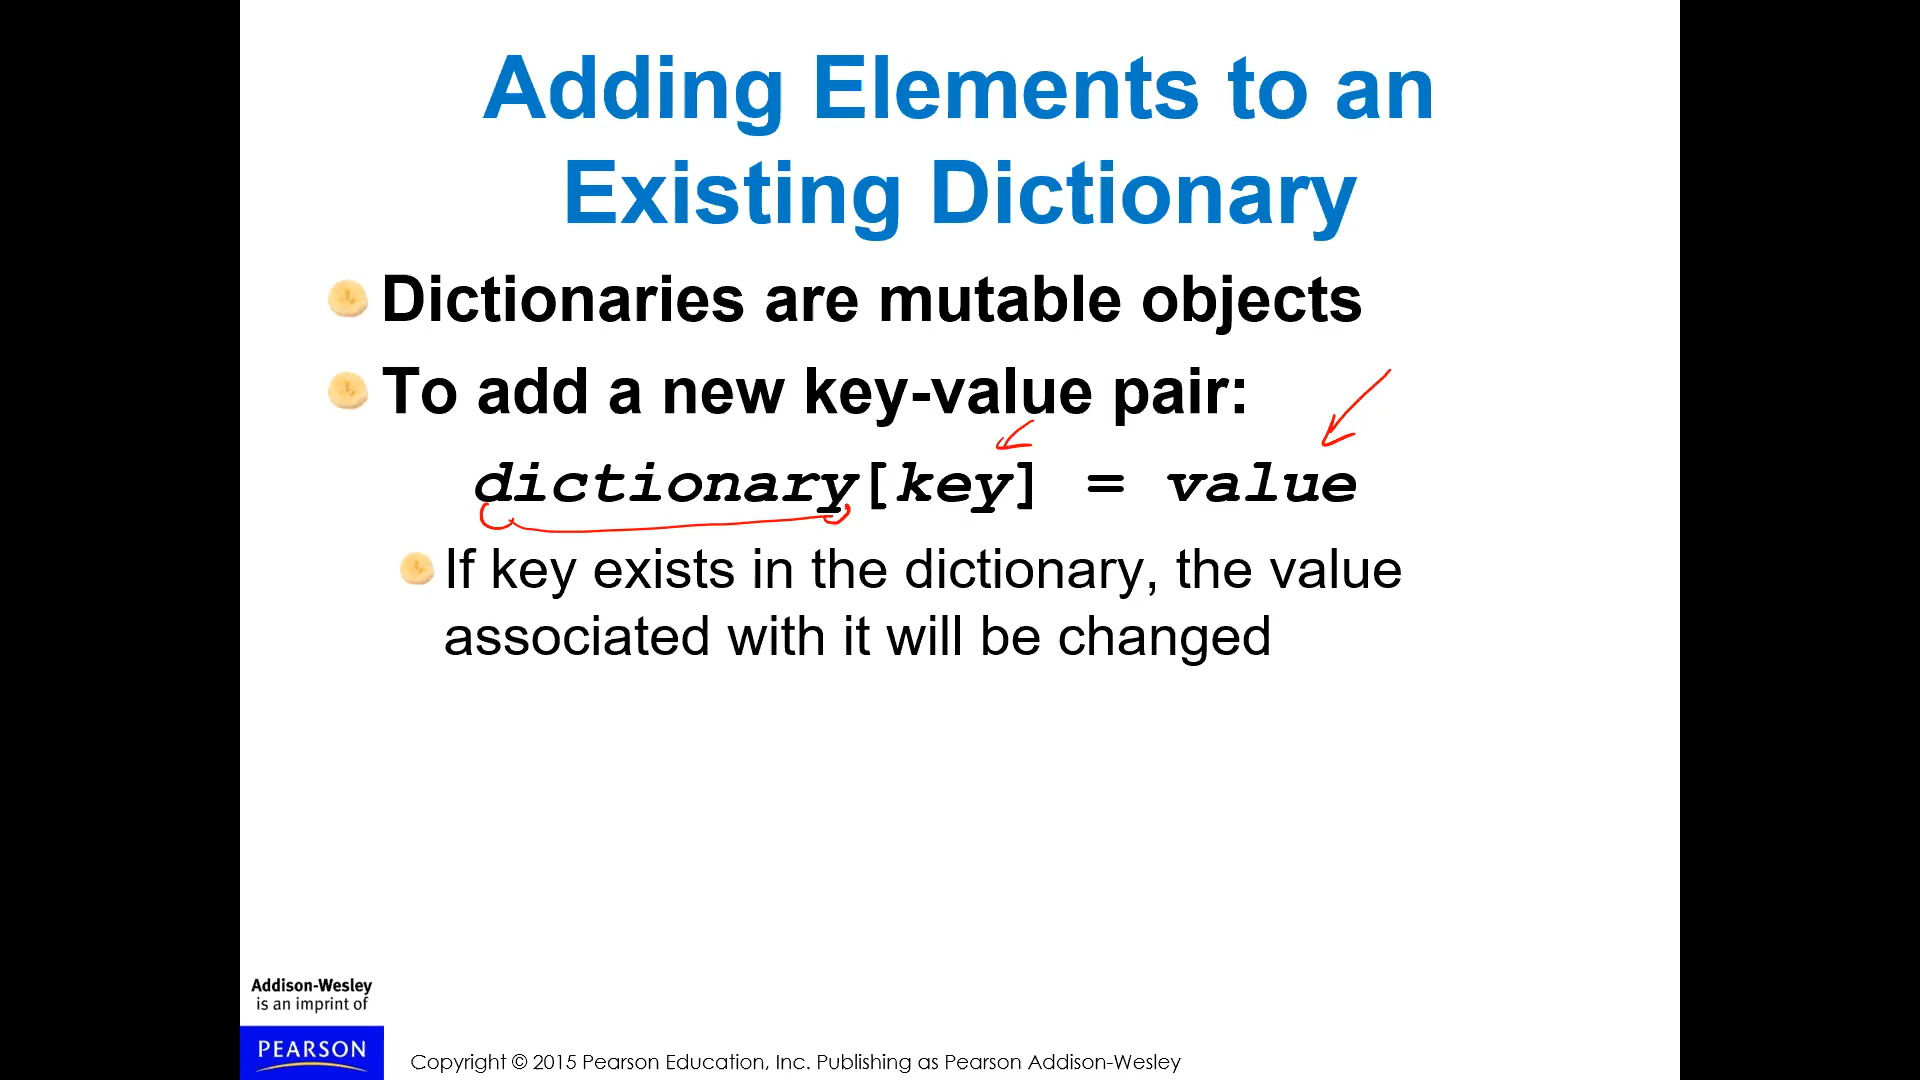 Adding Elements to an
Existing Dictionary
Dictionaries are mutable objects
To add a new key-value pair:
dictionary[key] = value
If key exists in the dictionary, the value
associated with it will be changed
Addison-Wesley
is an imprint of
PEARSON
Copyright © 2015 Pearson Education, Inc. Publishing as Pearson Addison-Wesley